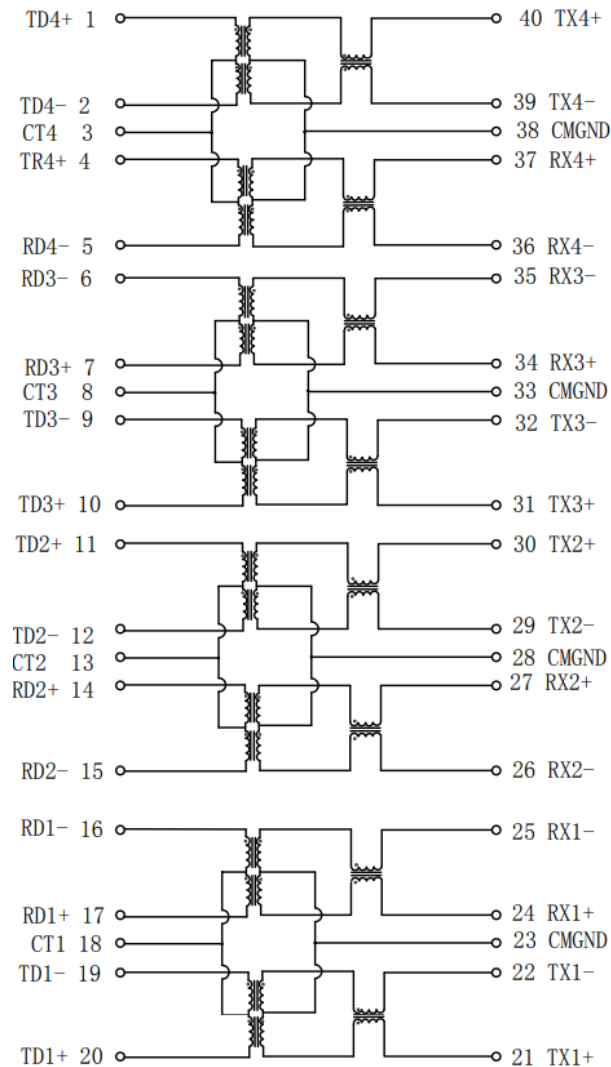 TD4+ 1 40 TX4+
TD4- 2 39 TX4-
CT4 3 38 CMGND
TR4+ 4 37 RX4+
RD4- 5 36 RX4-
RD3- 6 35 RX3-
RD3+ 7 34 RX3+
CT3 8 33 CMGND
TD3- 9 32 TX3-
TD3+ 10 31 TX3+
TD2+ 11 30 TX2+
TD2- 12 29 TX2-
CT2 13 28 CMGND
RD2+ 14 27 RX2+
RD2- 15 26 RX2-
RD1- 16 25 RX1-
RD1+ 17 24 RX1+
CT1 18 23 CMGND
TD1- 19 22 TX1-
TD1+ 20 21 TX1+